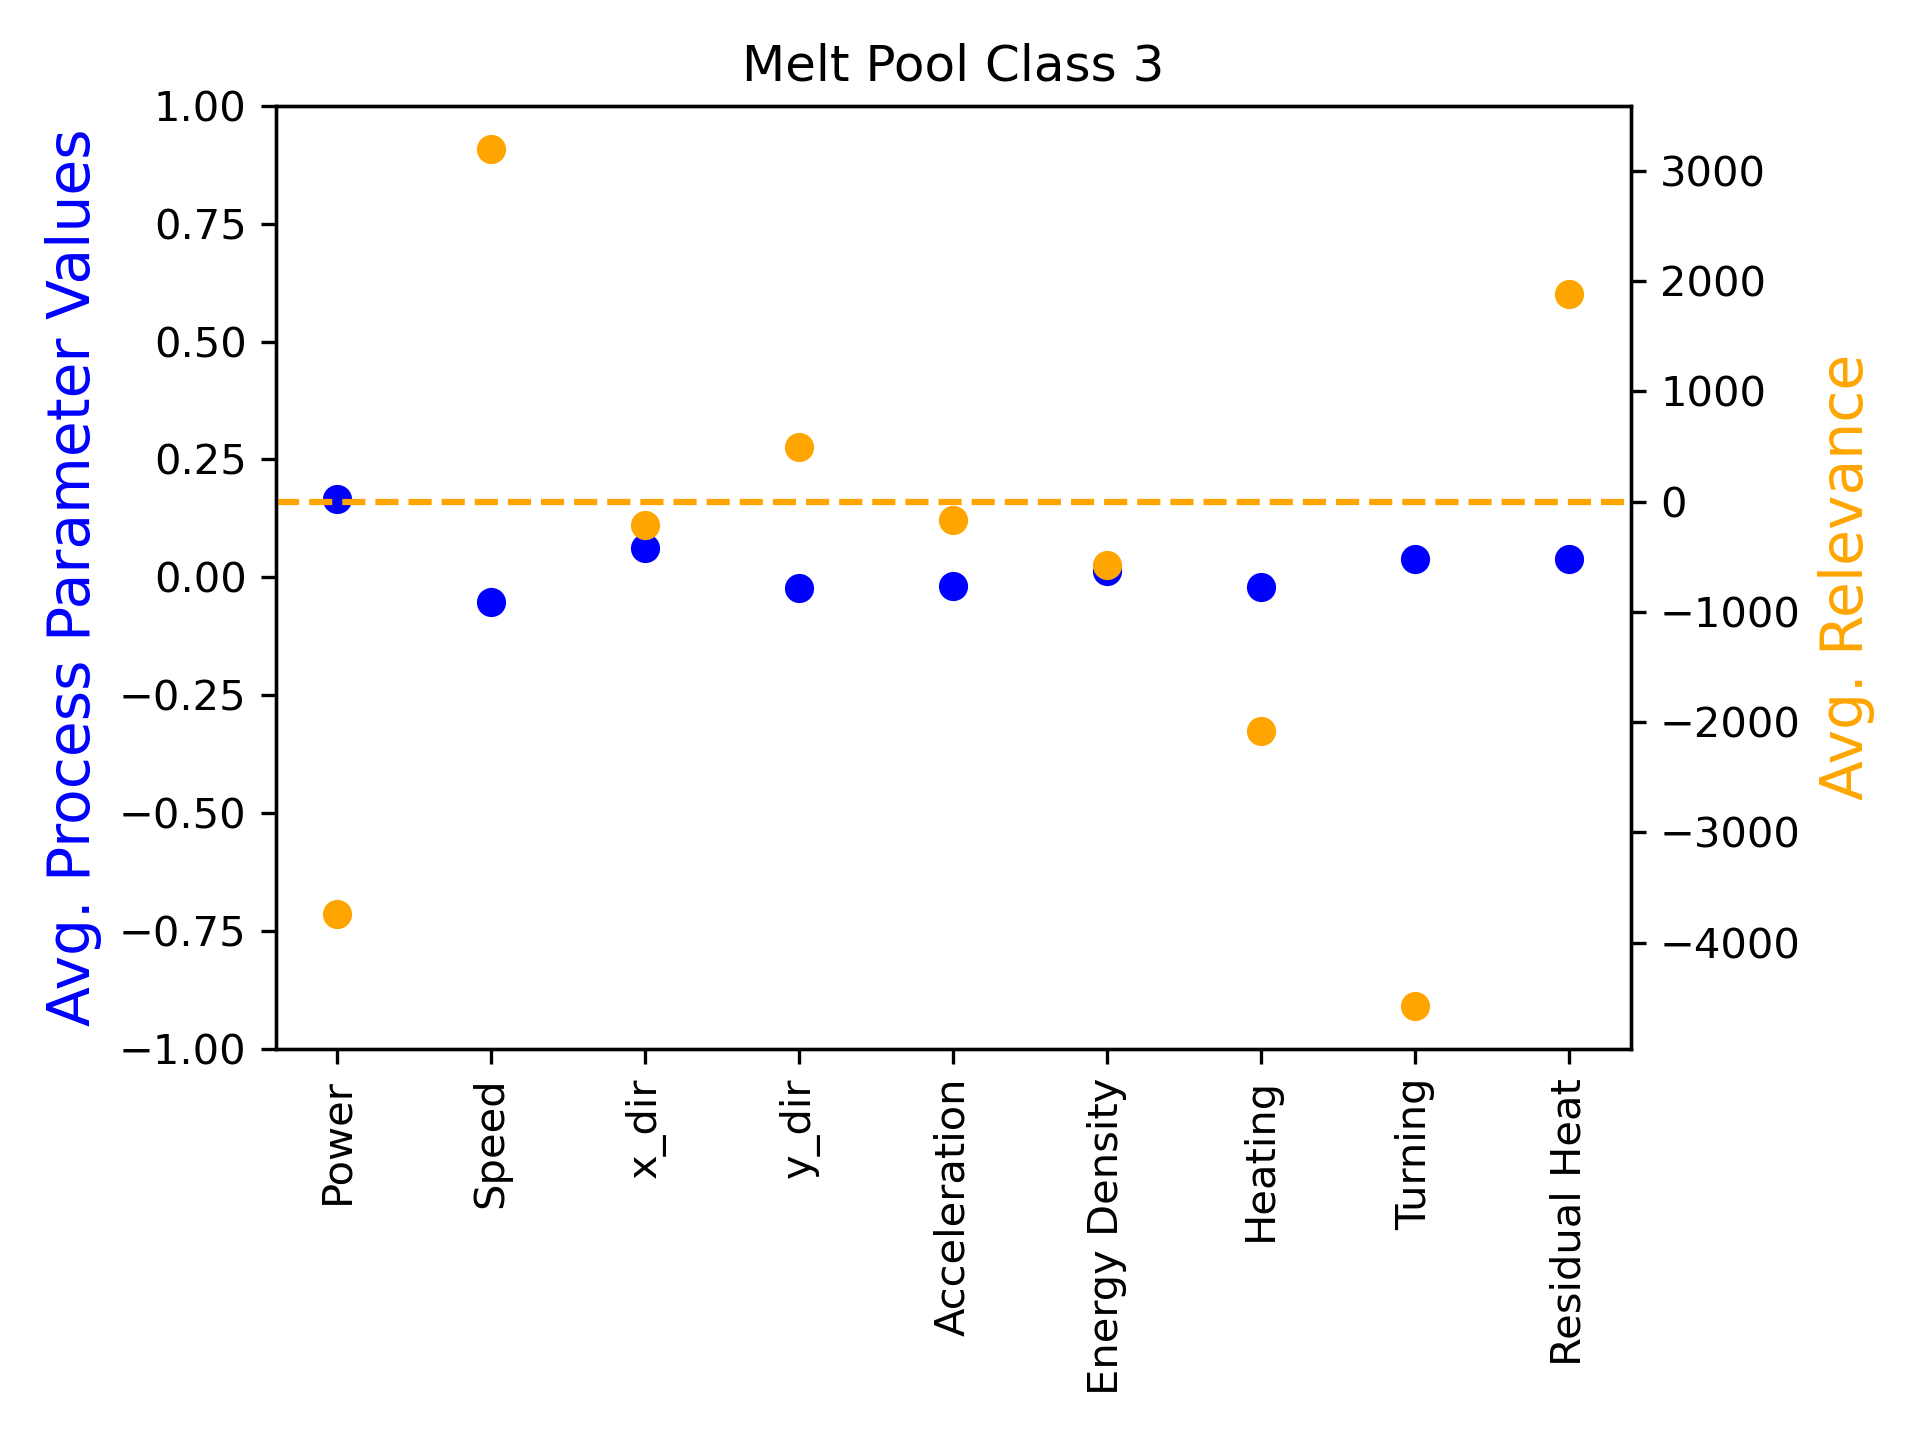 Melt Pool Class 3
Avg. Process Parameter Values
1.00
0.75
0.50
0.25
0.00
−0.25
−0.50
−0.75
−1.00
3000
2000
1000
0
−1000
−2000
−3000
−4000
Avg. Relevance
Power
Speed
x_dir
y_dir
Acceleration
Energy Density
Heating
Turning
Residual Heat